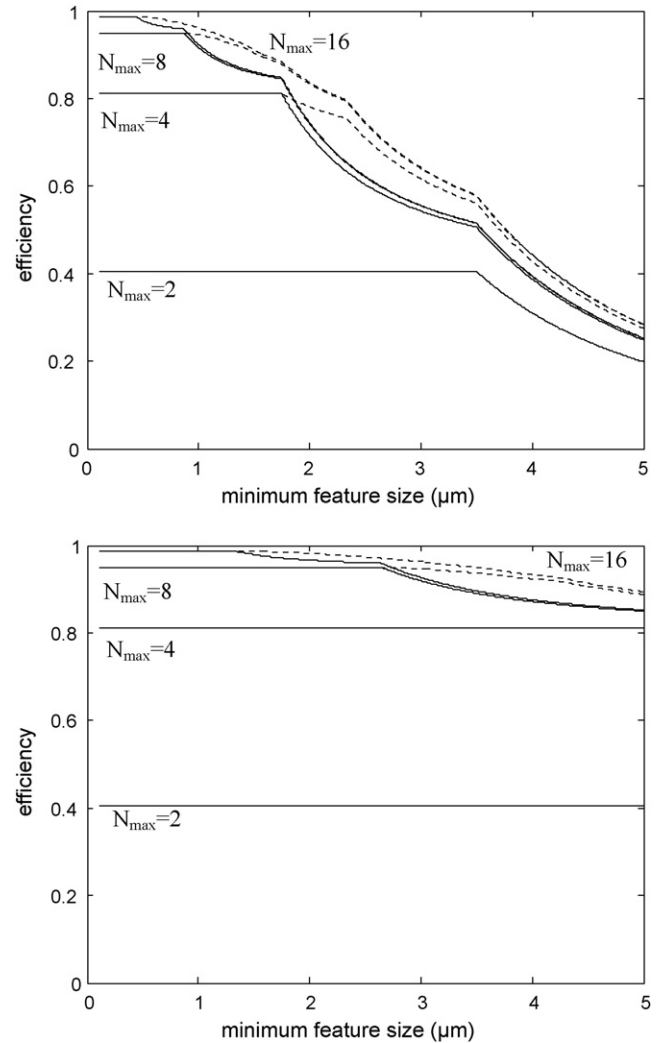 1
N_max=16
N_max=8
0.8
N_max=4
0.6
efficiency
0.4
N_max=2
0.2
0
0 1 2 3 4 5
minimum feature size (µm)
1
N_max=16
N_max=8
0.8
N_max=4
0.6
efficiency
0.4
N_max=2
0.2
0
0 1 2 3 4 5
minimum feature size (µm)